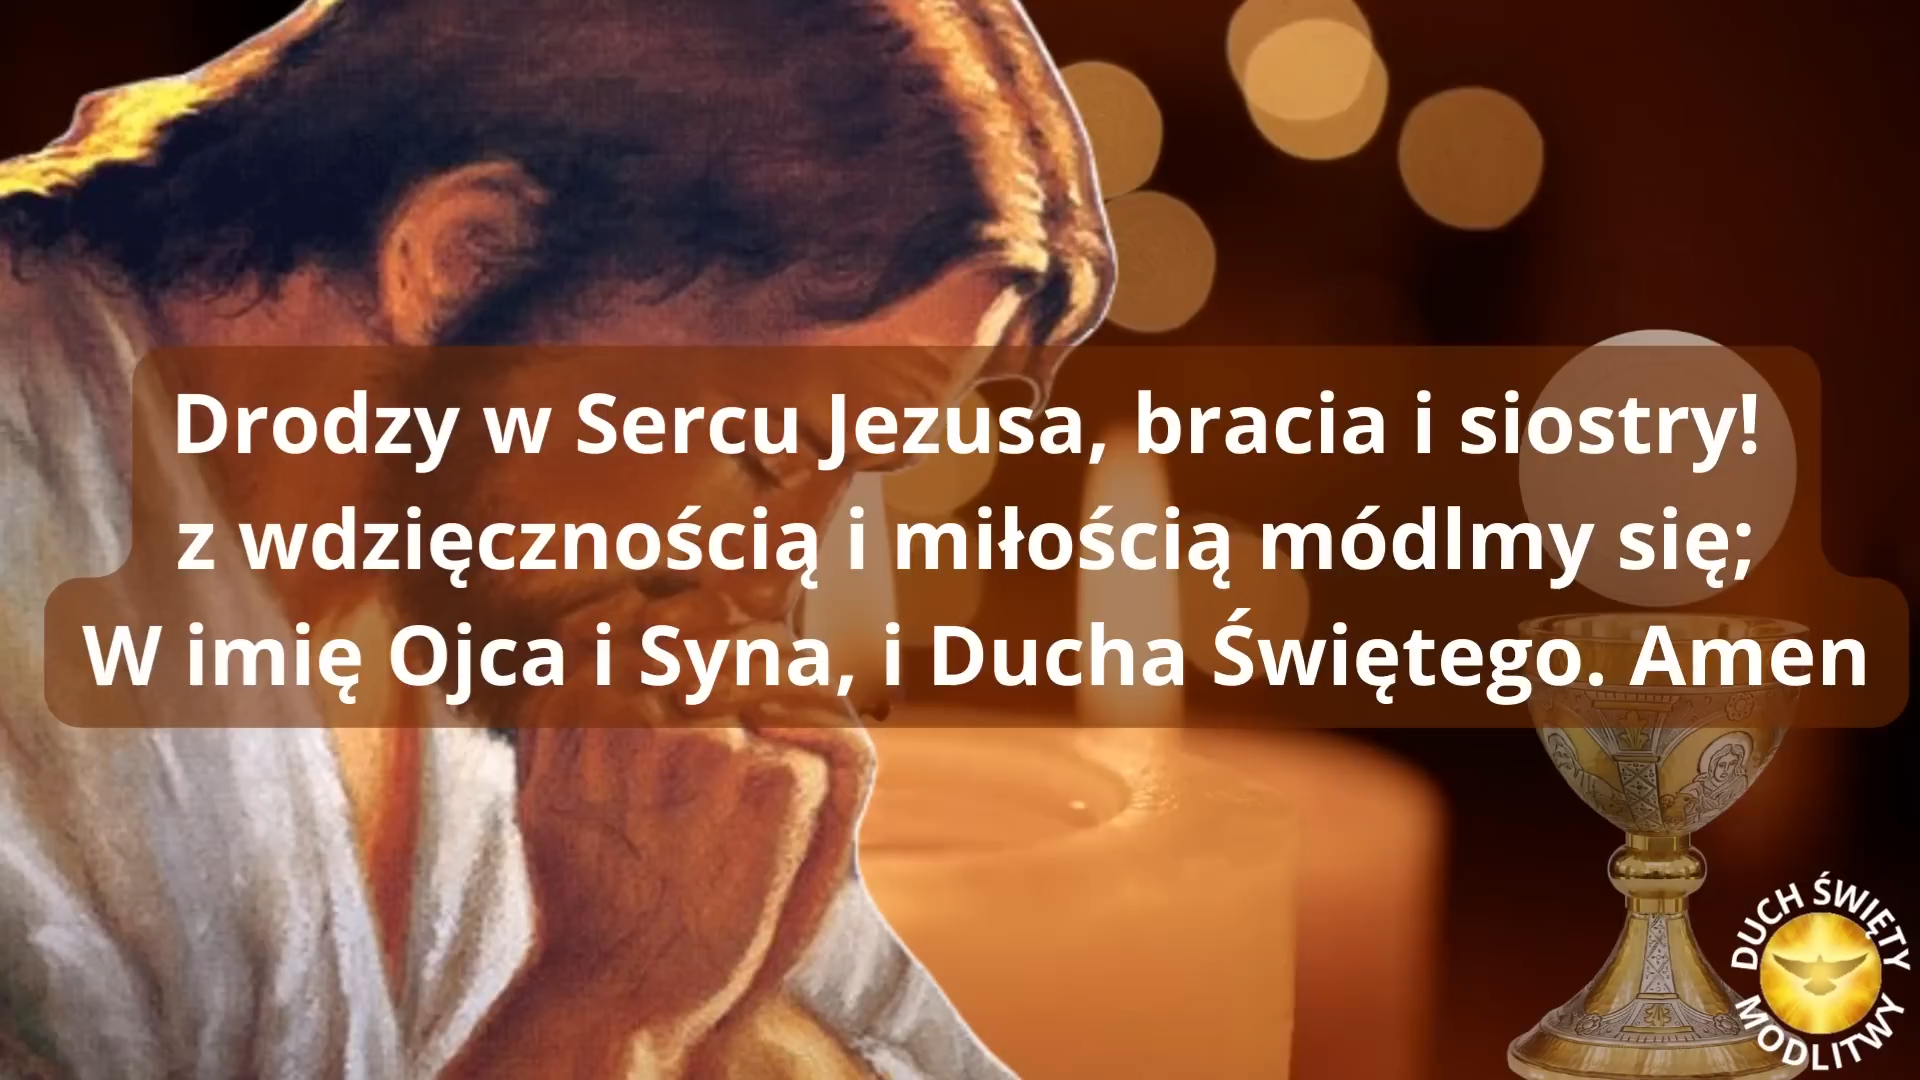 Drodzy w Sercu Jezusa, bracia i siostry!
z wdzięcznością i miłością módlmy się;
W imię Ojca i Syna, i Ducha Świętego. Amen
DUCH ŚWIĘTY
MODLITWY